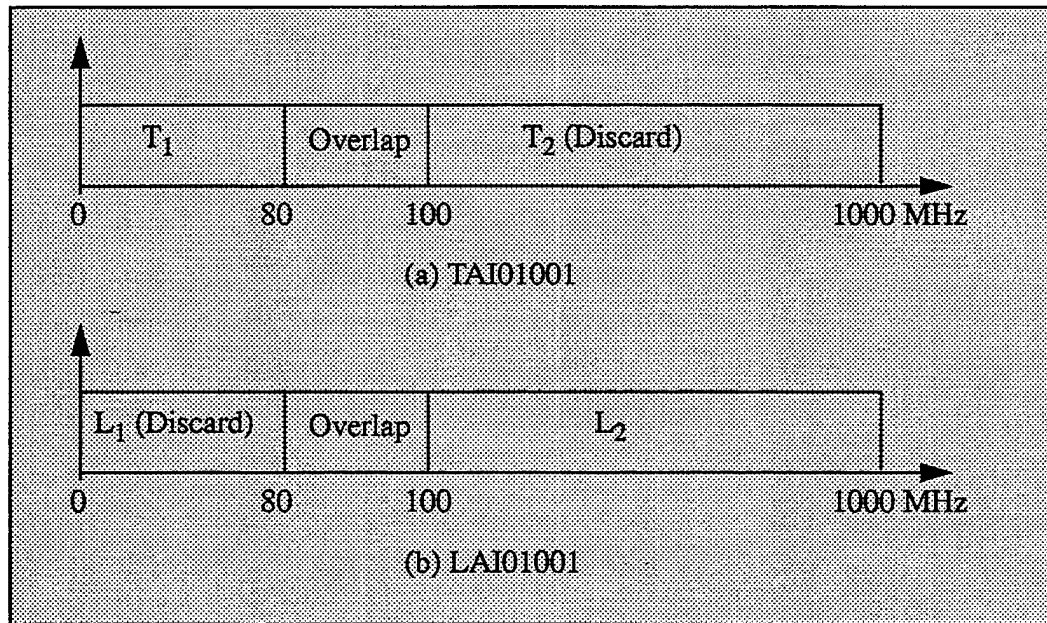 T₁ Overlap T₂ (Discard)
0 80 100 1000 MHz
(a) TAI01001
L₁ (Discard) Overlap L₂
0 80 100 1000 MHz
(b) LAI01001